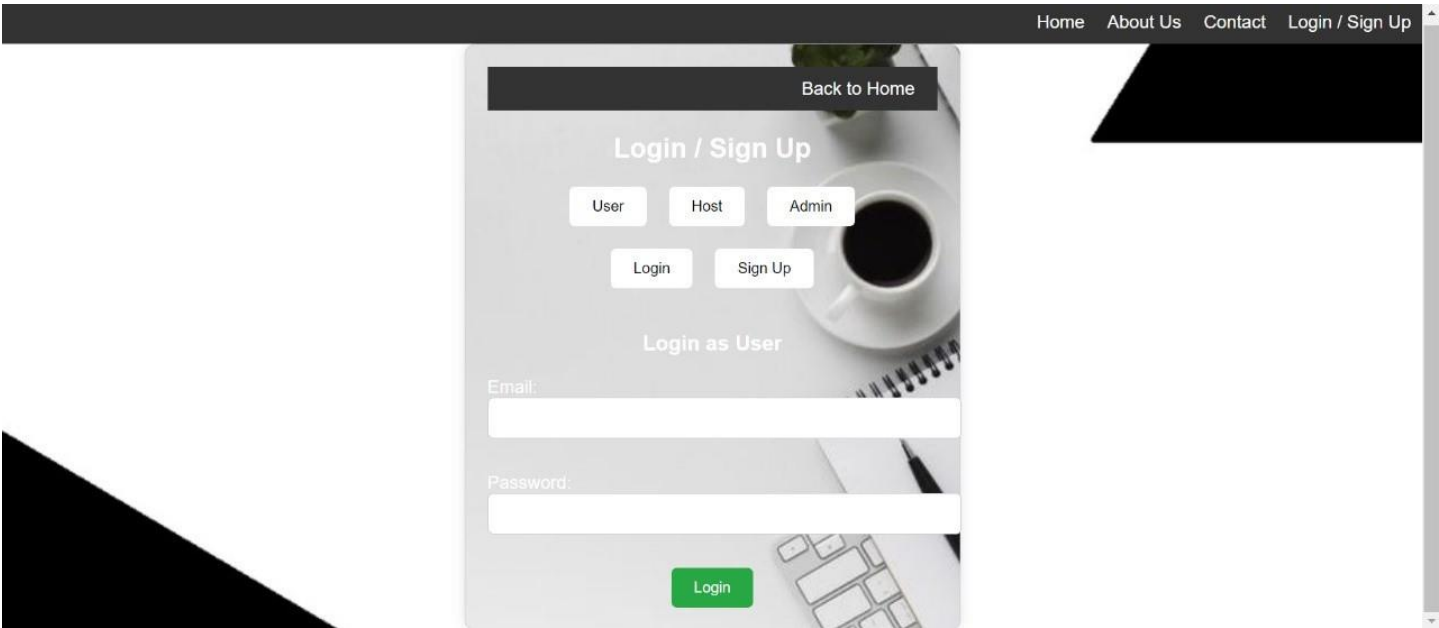 Home About Us Contact Login / Sign Up
Back to Home
Login / Sign Up
User Host Admin
Login Sign Up
Login as User
Email:
Password:
Login